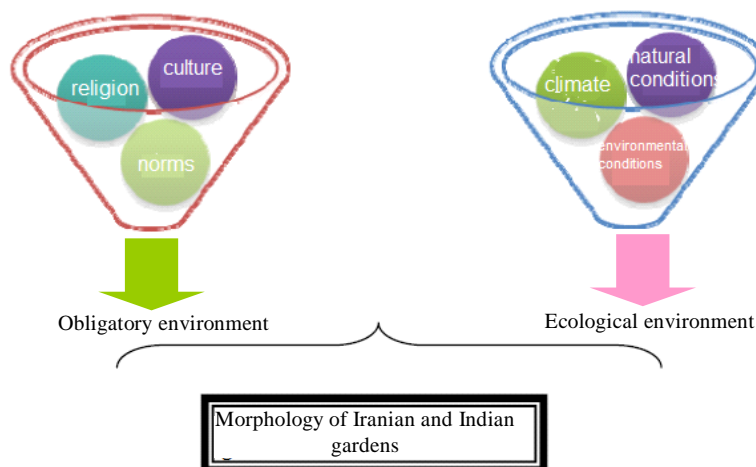 religion
culture
norms
climate
natural
conditions
environmental
conditions
Obligatory environment
Ecological environment
Morphology of Iranian and Indian
gardens